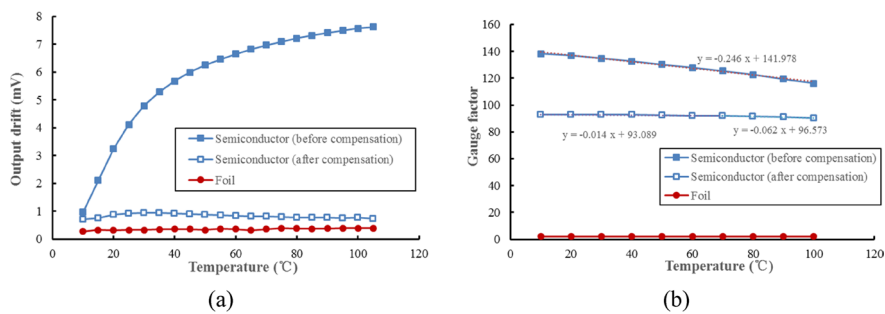 8
7
6
5
4
3
2
1
0
Output drift (mV)
Semiconductor (before compensation)
Semiconductor (after compensation)
Foil
0 20 40 60 80 100 120
Temperature (℃)
(a)
160
140
120
100
80
60
40
20
0
Gauge factor
y = -0.246 x + 141.978
y = -0.014 x + 93.089
y = -0.062 x + 96.573
Semiconductor (before compensation)
Semiconductor (after compensation)
Foil
0 20 40 60 80 100 120
Temperature (℃)
(b)